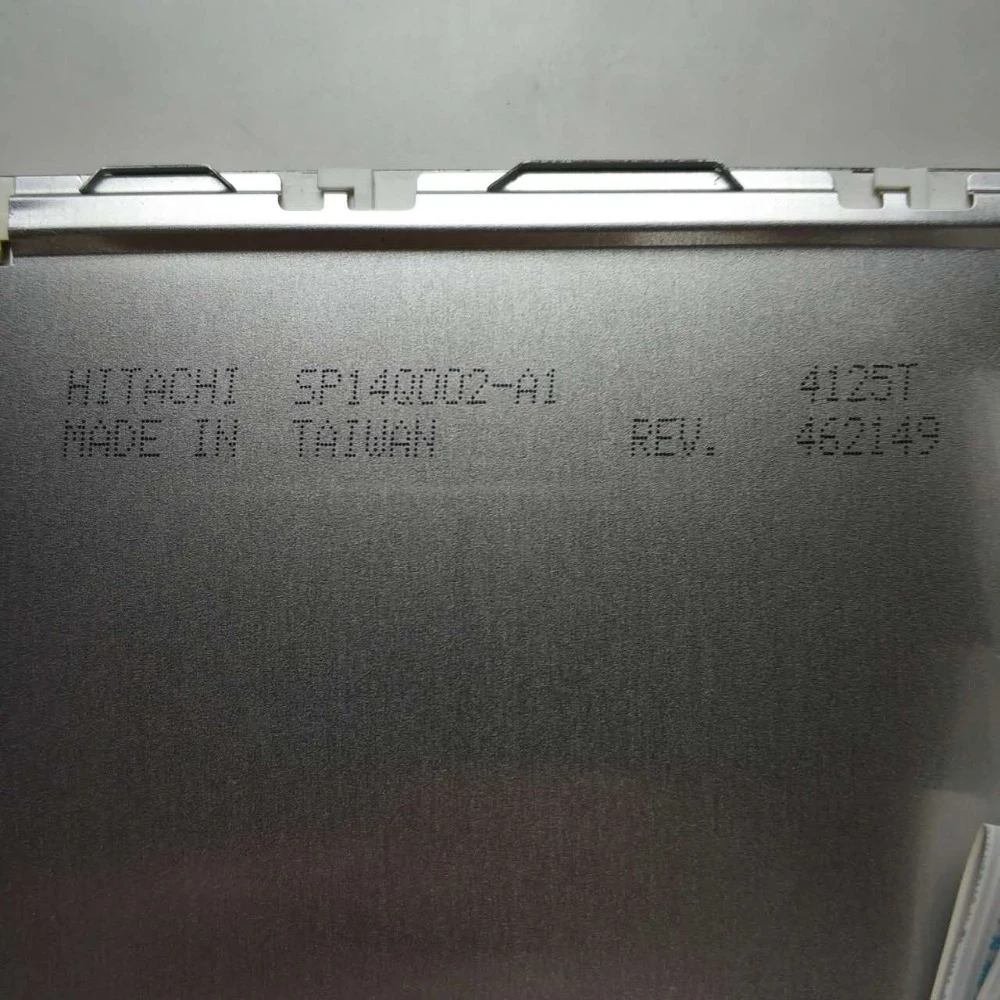 HITACHI SP14Q002-A1 4125T
MADE IN TAIWAN REV. 462149